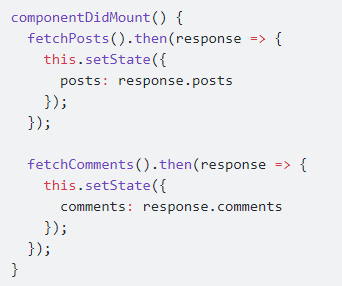 componentDidMount() {
  fetchPosts().then(response => {
    this.setState({
      posts: response.posts
    });
  });

  fetchComments().then(response => {
    this.setState({
      comments: response.comments
    });
  });
}